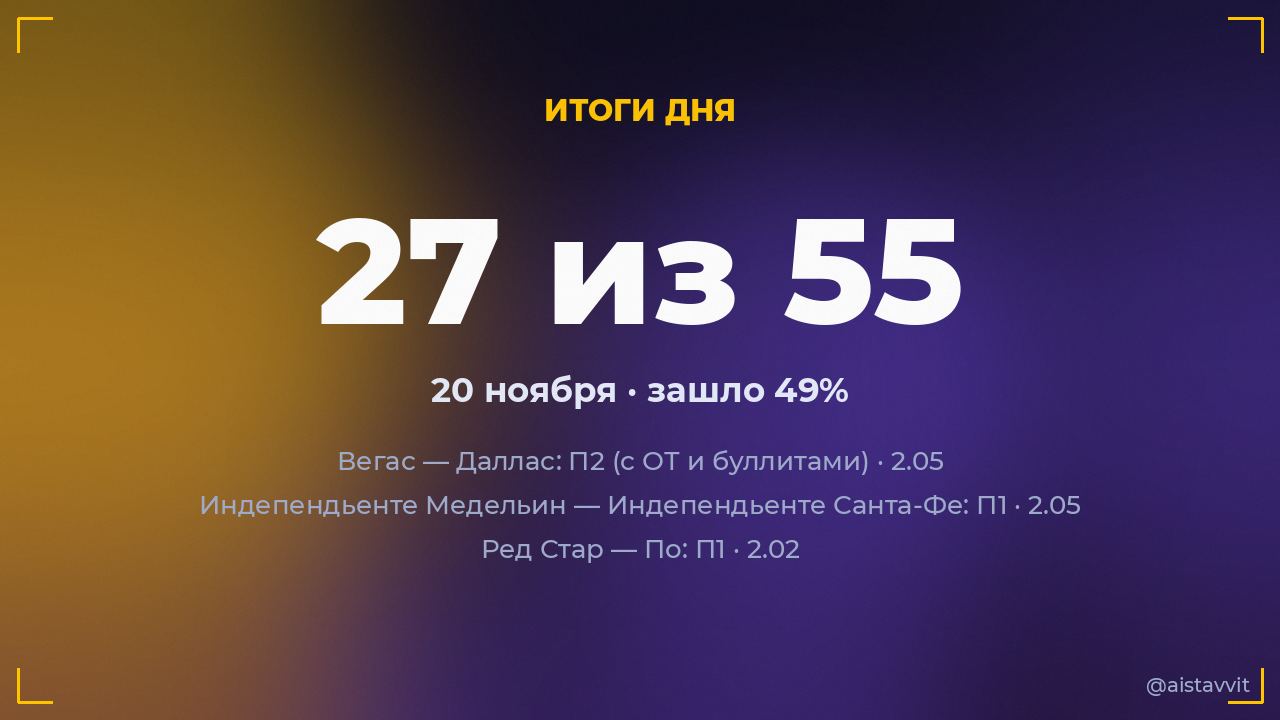 ИТОГИ ДНЯ
27 из 55
20 ноября · зашло 49%
Вегас — Даллас: П2 (с ОТ и буллитами) · 2.05
Индепендьенте Медельин — Индепендьенте Санта-Фе: П1 · 2.05
Ред Стар — По: П1 · 2.02
@aistavvit